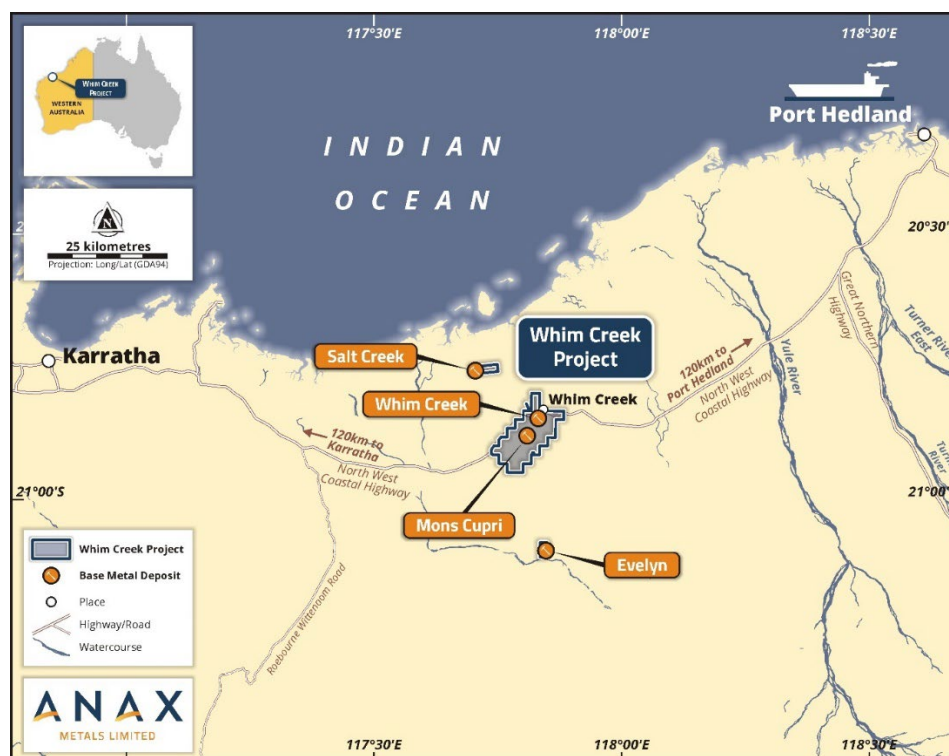 117°30'E
118°00'E
118°30'E
WHIM CREEK
PROJECT
WESTERN
AUSTRALIA
INDIAN
OCEAN
Port Hedland
N
25 kilometres
Projection: Long/Lat (GDA94)
20°30'
Karratha
Salt Creek
Whim Creek
Project
Whim Creek
Whim Creek
120km to
Port Hedland
North West
Coastal Highway
Yule River
Great Northern
Highway
Turner River
East
120km to
Karratha
North West
Coastal Highway
21°00'S
21°00'
Mons Cupri
Evelyn
Turner
River
Roebourne Wittenoom Road
Whim Creek Project
Base Metal Deposit
Place
Highway/Road
Watercourse
ANAX
METALS LIMITED
117°30'E
118°00'E
118°30'E